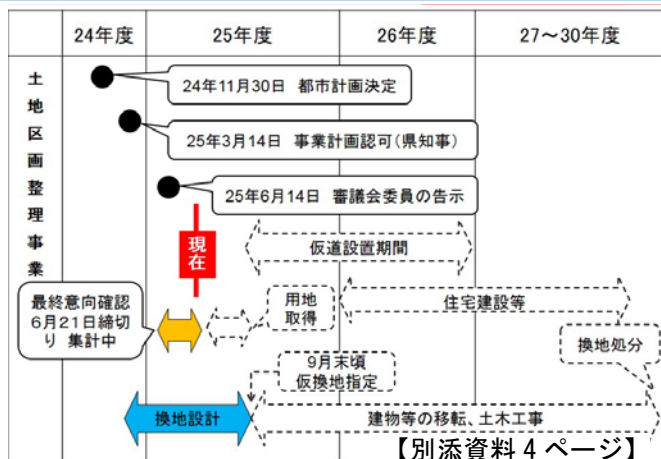 24年度 25年度 26年度 27～30年度
土地区画整理事業
24年11月30日 都市計画決定
25年3月14日 事業計画認可(県知事)
25年6月14日 審議会委員の告示
現在
仮道設置期間
最終意向確認
6月21日締切
り 集計中
用地
取得
住宅建設等
換地処分
9月末頃
仮換地指定
換地設計
建物等の移転、土木工事
【別添資料4ページ】